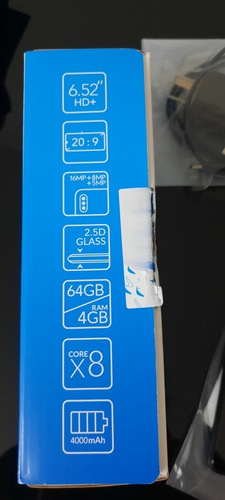 6.52"
HD+
20:9
16MP+8MP
+5MP
2.5D
GLASS
64GB
RAM
4GB
CORE
X8
4000mAh